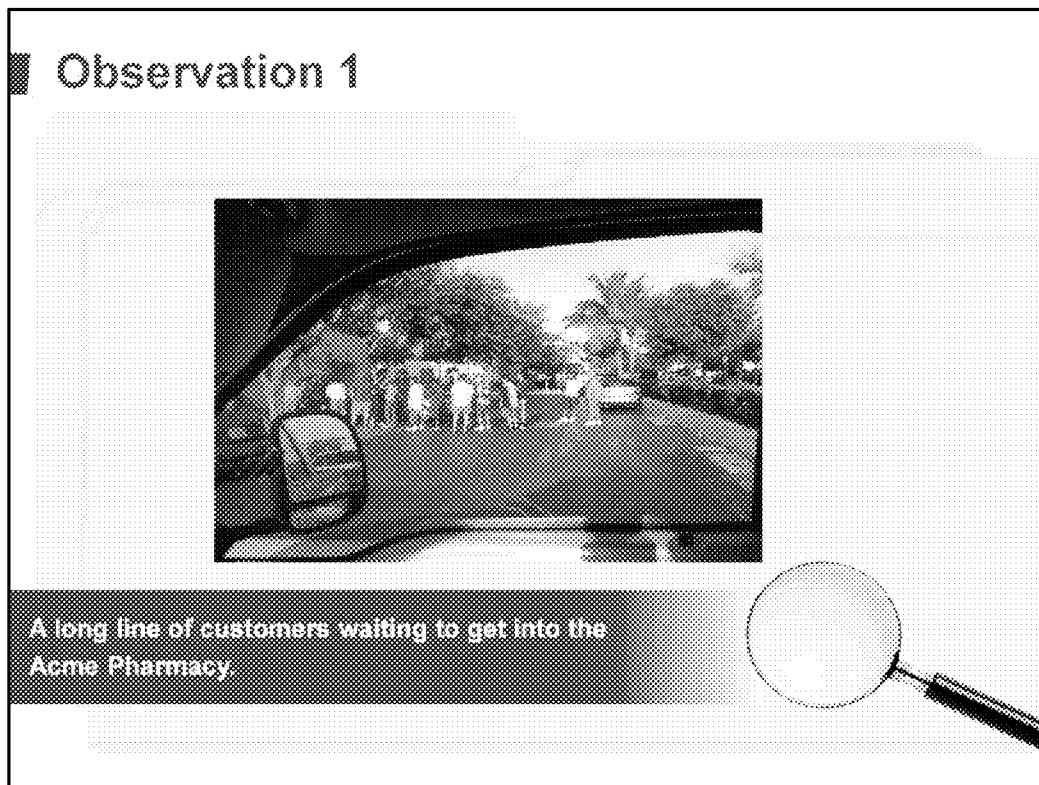 Observation 1
A long line of customers waiting to get into the
Acme Pharmacy.